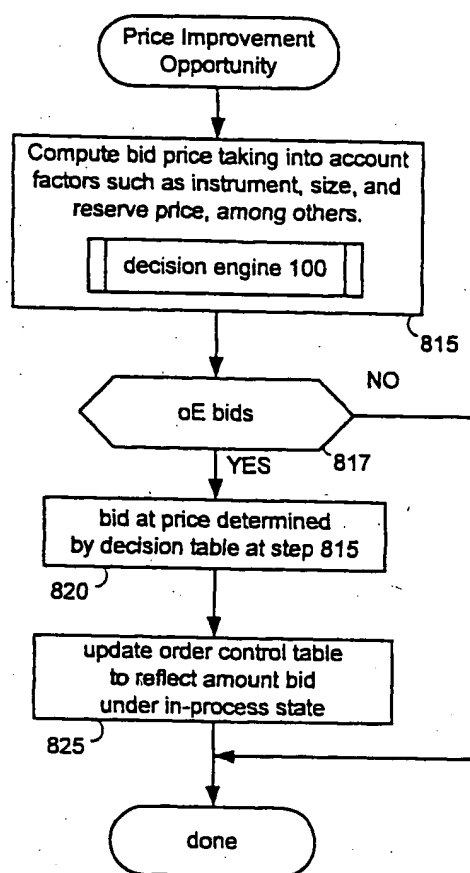 Price Improvement
Opportunity
Compute bid price taking into account
factors such as instrument, size, and
reserve price, among others.
decision engine 100
815
NO
oE bids
817
YES
bid at price determined
by decision table at step 815
820
update order control table
to reflect amount bid
under in-process state
825
done